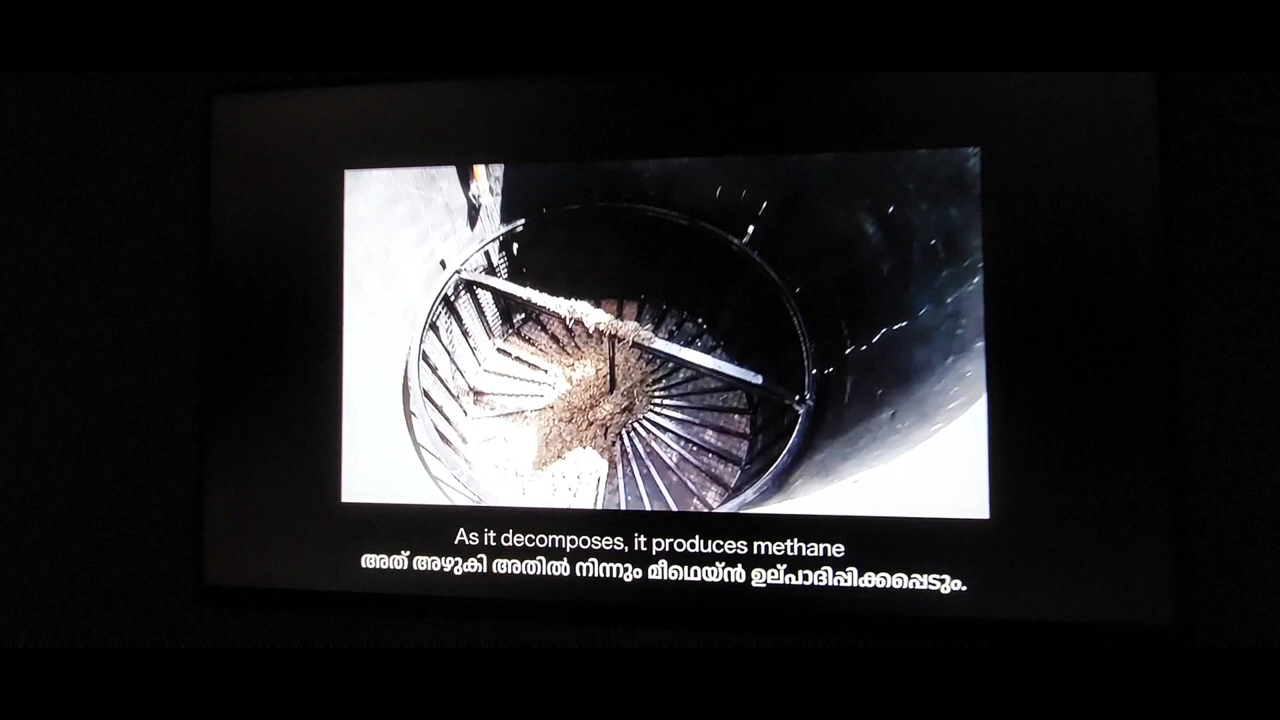 As it decomposes, it produces methane
അത് അഴുകി അതിൽ നിന്നും മീഥെയ്ൻ ഉല്പാദിപ്പിക്കപ്പെടും.